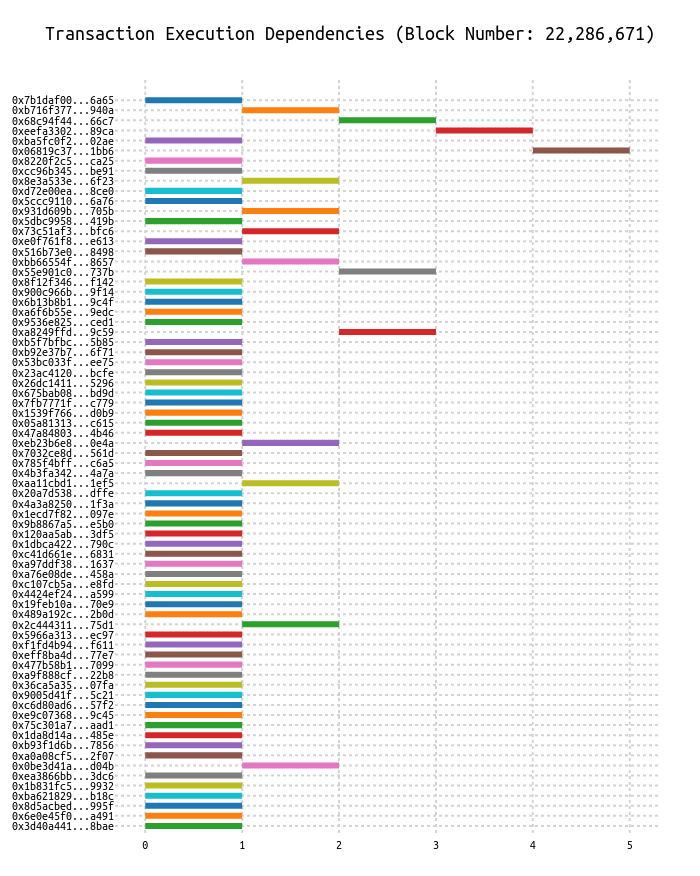 Transaction Execution Dependencies (Block Number: 22,286,671)
0x7b1daf00...6a65
0xb716f377...940a
0x68c94f44...66c7
0xeefa3302...89ca
0xba5fc0f2...02ae
0x06819c37...1bb6
0x8220f2c5...ca25
0xcc96b345...be91
0x8e3a533e...6f23
0xd72e00ea...8ce0
0x5ccc9110...6a76
0x931d609b...705b
0x5dbc9958...419b
0x73c51af3...bfc6
0xe0f761f8...e613
0x516b73e0...8498
0xbb66554f...8657
0x55e901c0...737b
0x8f12f346...f142
0x900c966b...9f14
0x6b13b8b1...9c4f
0xa6f6b55e...9edc
0x9536e825...ced1
0xa8249ffd...9c59
0xb5f7bfbc...5b85
0xb92e37b7...6f71
0x53bc033f...ee75
0x23ac4120...bcfe
0x26dc1411...5296
0x675bab08...bd9d
0x7fb7771f...c779
0x1539f766...d0b9
0x05a81313...c615
0x47a84803...4b46
0xeb23b6e8...0e4a
0x7032ce8d...561d
0x785f4bff...c6a5
0x4b3fa342...4a7a
0xaa11cbd1...1ef5
0x20a7d538...dffe
0x4a3a8250...1f3a
0x1ecd7f82...097e
0x9b8867a5...e5b0
0x120aa5ab...3df5
0x1dbca422...790c
0xc41d661e...6831
0xa97ddf38...1637
0xa76e08de...458a
0xc107cb5a...e8fd
0x4424ef24...a599
0x19feb10a...70e9
0x489a192c...2b0d
0x2c444311...75d1
0x5966a313...ec97
0xf1fd4b94...f611
0xeff8ba4d...77e7
0x477b58b1...7099
0xa9f888cf...22b8
0x36ca5a35...07fa
0x9005d41f...5c21
0xc6d80ad6...57f2
0xe9c07368...9c45
0x75c301a7...aad1
0x1da8d14a...485e
0xb93f1d6b...7856
0xa0a08cf5...2f07
0x0be3d41a...d04b
0xea3866bb...3dc6
0x1b831fc5...9932
0xba621829...b18c
0x8d5acbed...995f
0x6e0e45f0...a491
0x3d40a441...8bae
0 1 2 3 4 5